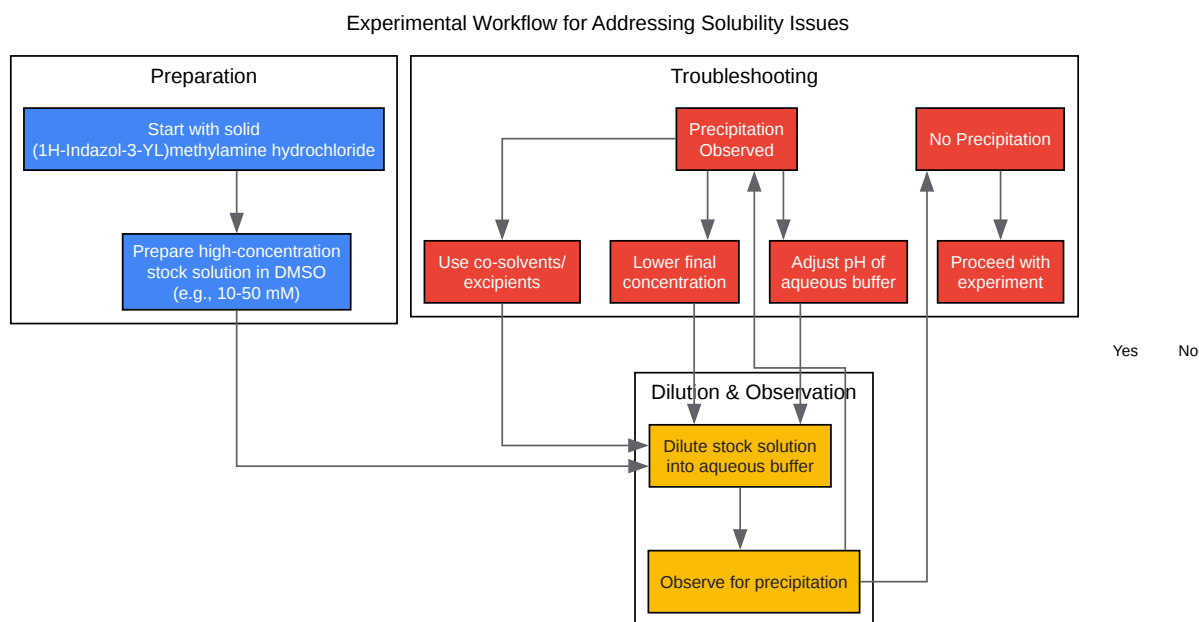 Experimental Workflow for Addressing Solubility Issues
Preparation
Start with solid
(1H-Indazol-3-YL)methylamine hydrochloride
Prepare high-concentration
stock solution in DMSO
(e.g., 10-50 mM)
Troubleshooting
Precipitation
Observed
No Precipitation
Use co-solvents/
excipients
Lower final
concentration
Adjust pH of
aqueous buffer
Proceed with
experiment
Yes
No
Dilution & Observation
Dilute stock solution
into aqueous buffer
Observe for precipitation